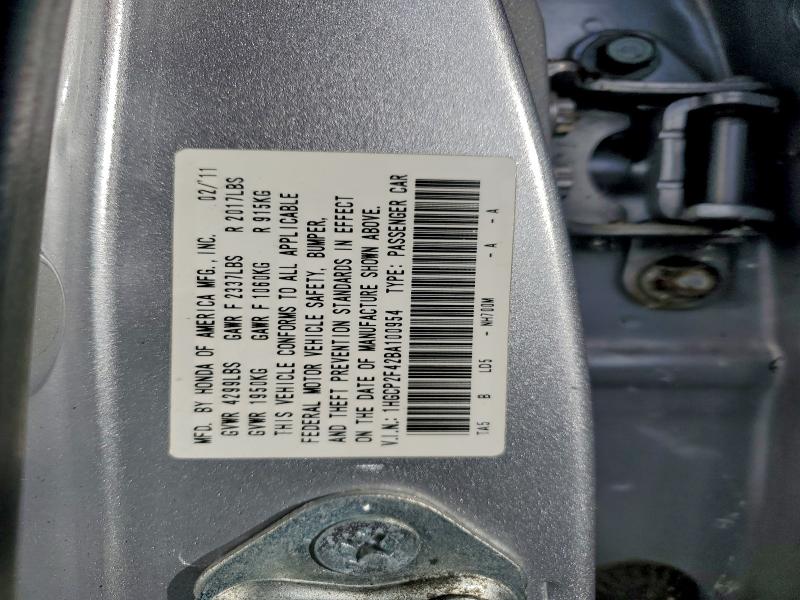 MFD. BY HONDA OF AMERICA MFG., INC. 02/'11
GVWR 4299LBS GAWR F 2337LBS R 2017LBS
GVWR 1950KG GAWR F 1060KG R 915KG
THIS VEHICLE CONFORMS TO ALL APPLICABLE
FEDERAL MOTOR VEHICLE SAFETY, BUMPER,
AND THEFT PREVENTION STANDARDS IN EFFECT
ON THE DATE OF MANUFACTURE SHOWN ABOVE.
V.I.N.: 1HGCP2F42BA100954 TYPE: PASSENGER CAR
TA5 B LD5 - NH700M - A - A